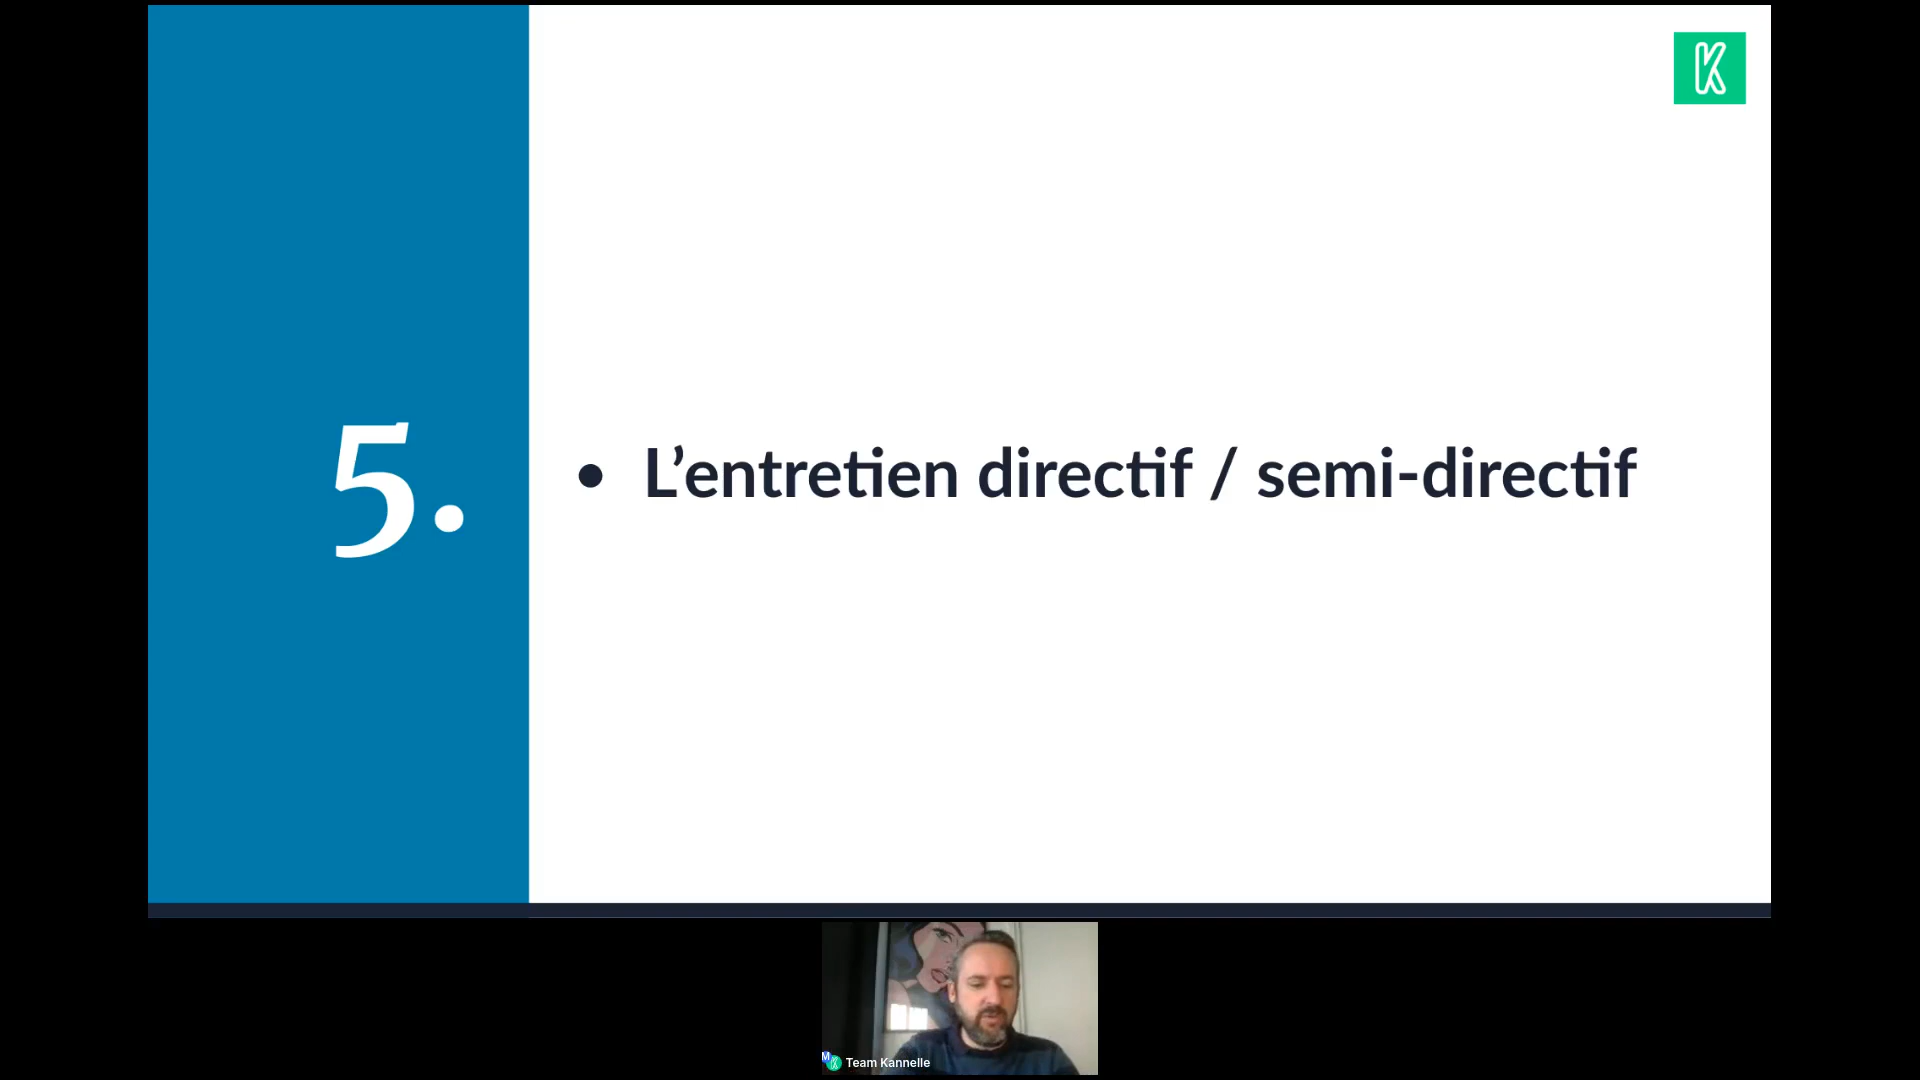 K
5.
• L’entretien directif / semi-directif
M
Team Kannelle